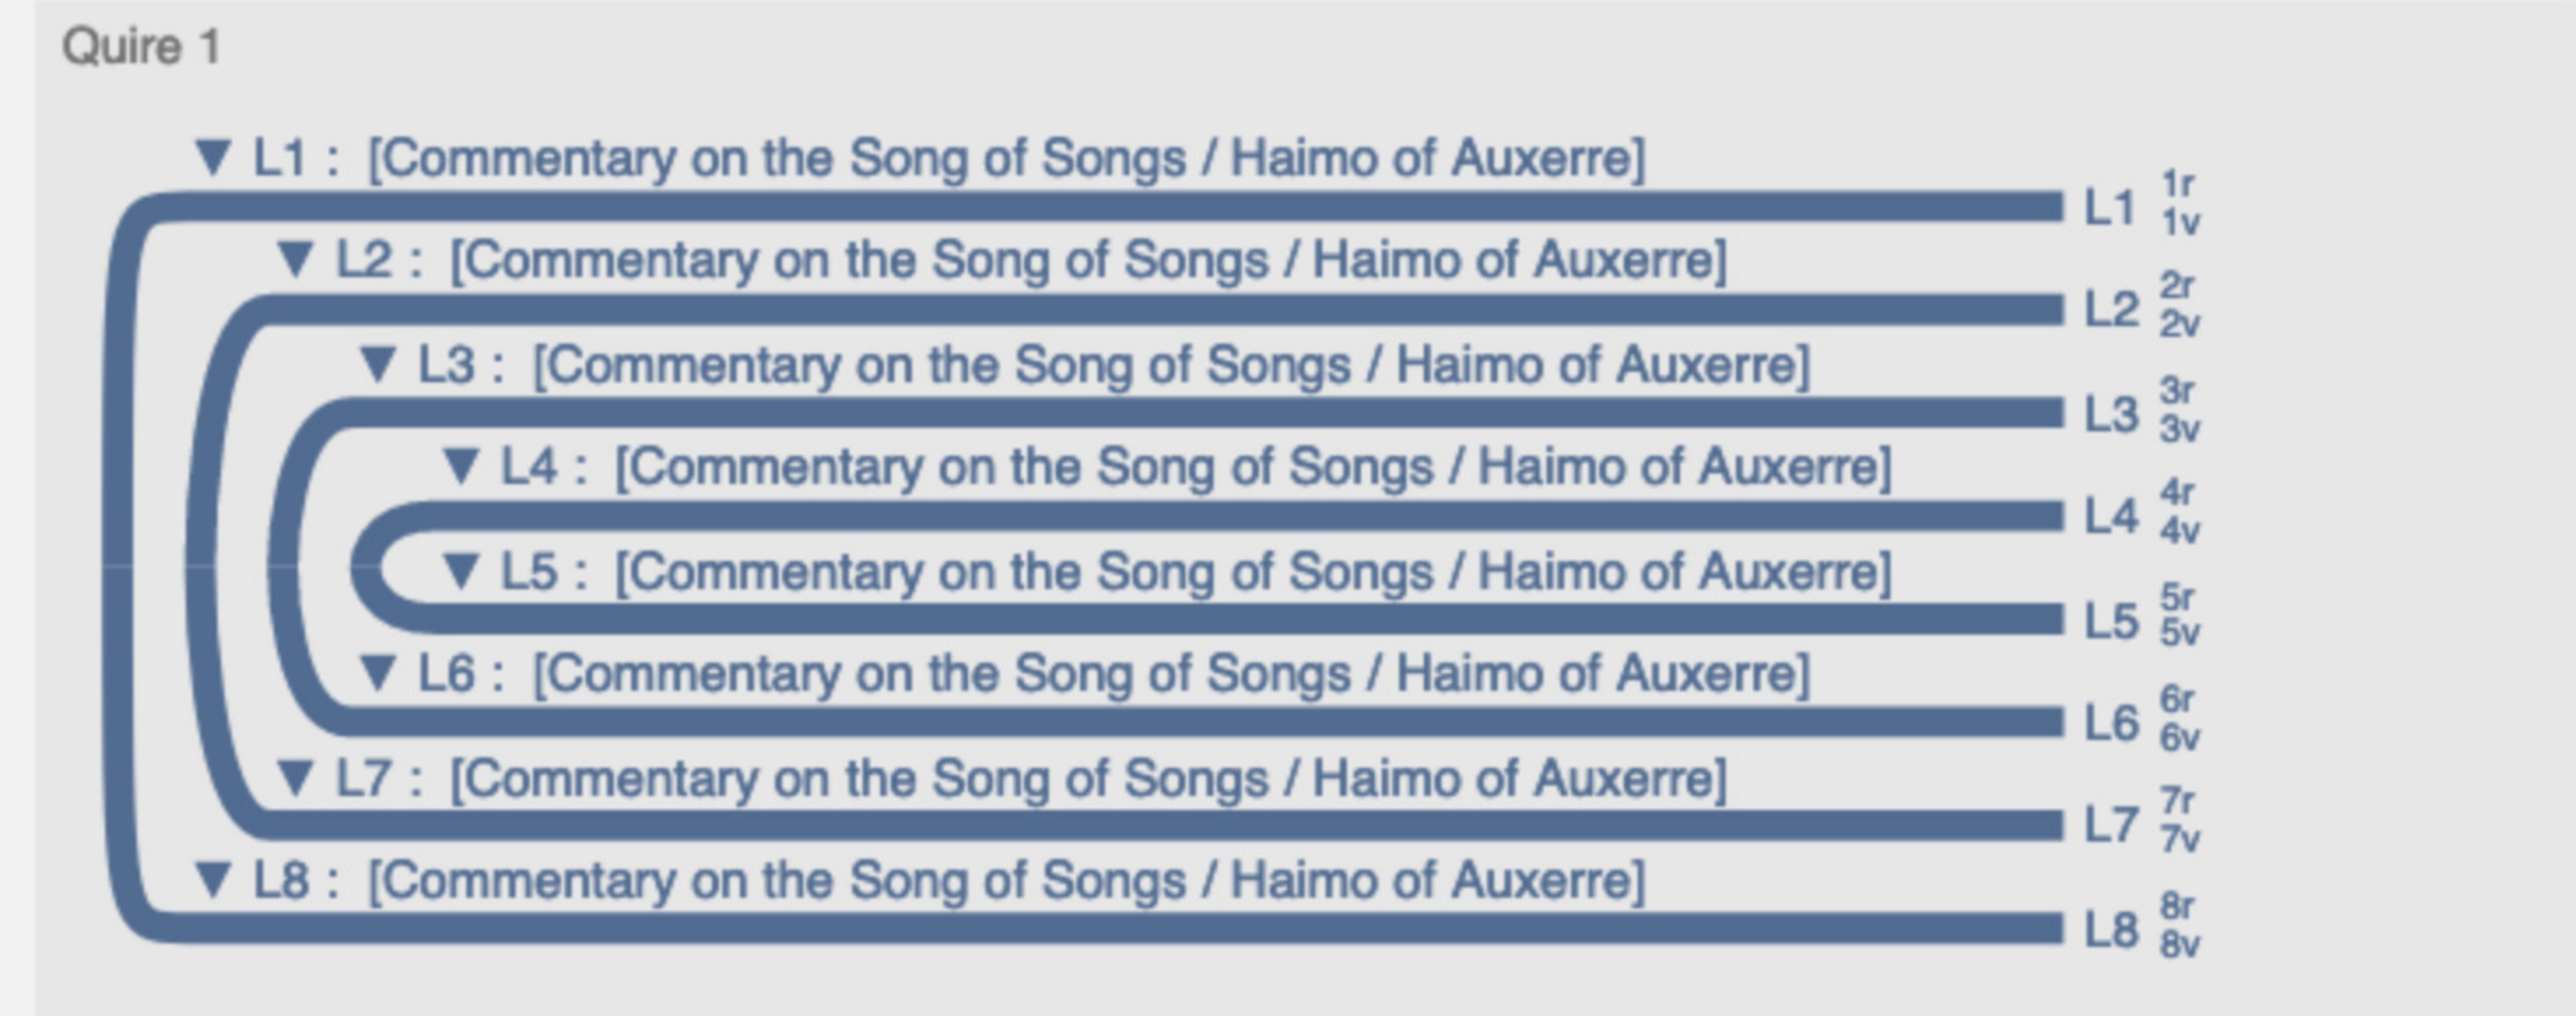 Quire 1
▼ L1 : [Commentary on the Song of Songs / Haimo of Auxerre]
L1 1r 1v
▼ L2 : [Commentary on the Song of Songs / Haimo of Auxerre]
L2 2r 2v
▼ L3 : [Commentary on the Song of Songs / Haimo of Auxerre]
L3 3r 3v
▼ L4 : [Commentary on the Song of Songs / Haimo of Auxerre]
L4 4r 4v
▼ L5 : [Commentary on the Song of Songs / Haimo of Auxerre]
L5 5r 5v
▼ L6 : [Commentary on the Song of Songs / Haimo of Auxerre]
L6 6r 6v
▼ L7 : [Commentary on the Song of Songs / Haimo of Auxerre]
L7 7r 7v
▼ L8 : [Commentary on the Song of Songs / Haimo of Auxerre]
L8 8r 8v